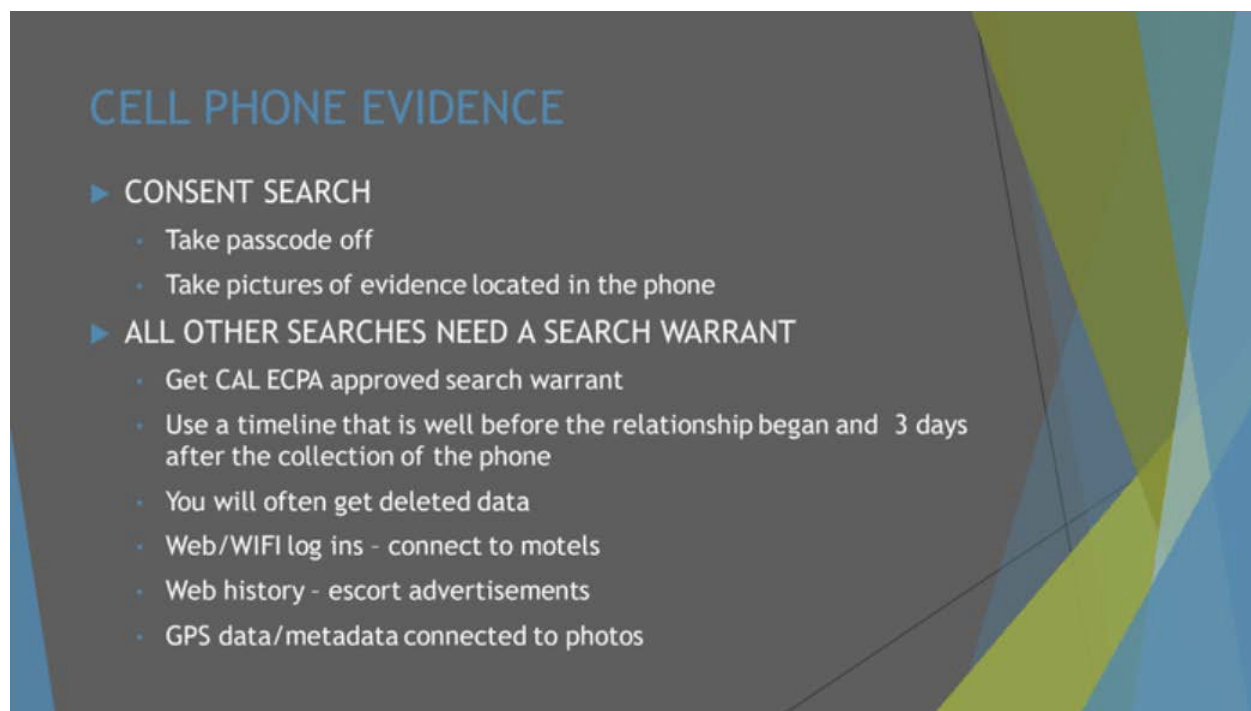 CELL PHONE EVIDENCE
CONSENT SEARCH
Take passcode off
Take pictures of evidence located in the phone
ALL OTHER SEARCHES NEED A SEARCH WARRANT
Get CAL ECPA approved search warrant
Use a timeline that is well before the relationship began and 3 days
after the collection of the phone
You will often get deleted data
Web/WIFI log ins – connect to motels
Web history – escort advertisements
GPS data/metadata connected to photos